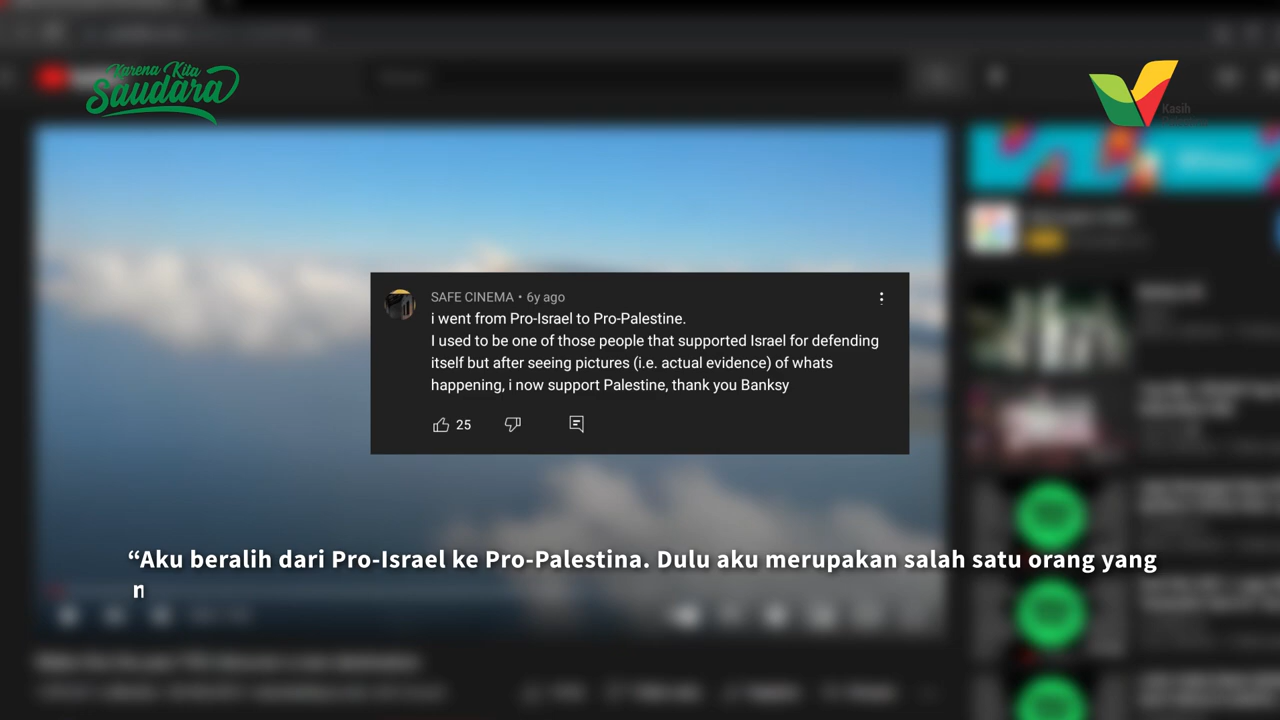 Karena Kita
Saudara
Kasih
SAFE CINEMA • 6y ago
i went from Pro-Israel to Pro-Palestine.
I used to be one of those people that supported Israel for defending
itself but after seeing pictures (i.e. actual evidence) of whats
happening, i now support Palestine, thank you Banksy
25
“Aku beralih dari Pro-Israel ke Pro-Palestina. Dulu aku merupakan salah satu orang yang